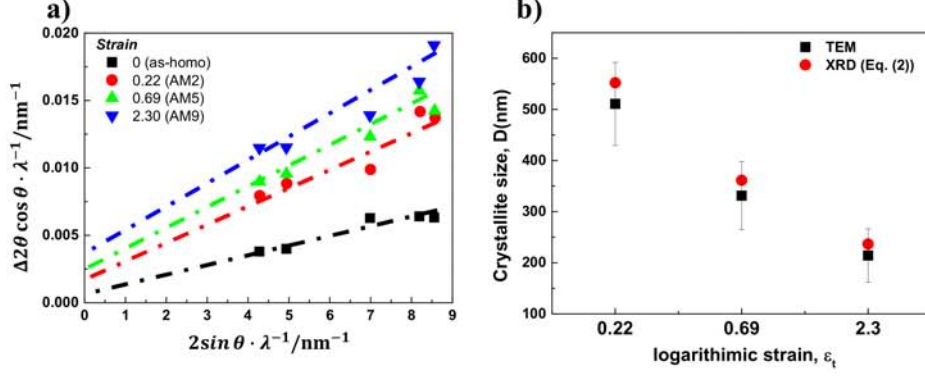 a)
0.020
0.015
0.010
0.005
0.000
Strain
0 (as-homo)
0.22 (AM2)
0.69 (AM5)
2.30 (AM9)
Δ2θ cos θ · λ⁻¹/nm⁻¹
0 1 2 3 4 5 6 7 8 9
2sin θ · λ⁻¹/nm⁻¹
b)
600
500
400
300
200
100
TEM
XRD (Eq. (2))
Crystallite size, D(nm)
0.22 0.69 2.3
logarithimic strain, εt